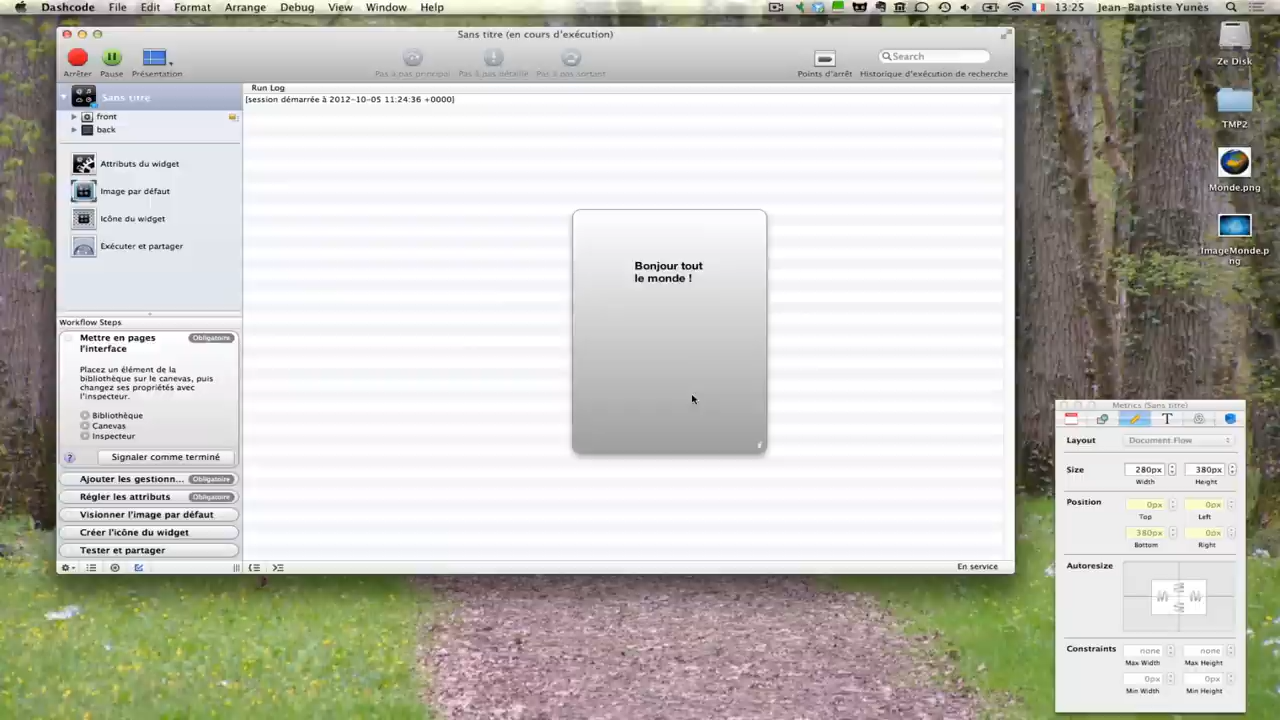 Dashcode File Edit Format Arrange Debug View Window Help
13:25 Jean-Baptiste Yunes
Sans titre (en cours d'exécution)
Arrêter Pause Présentation
Pas à pas principal Pas à pas détaillé Pas à pas sortant
Points d'arrêt Historique d'exécution de recherche
Search
Sans titre
front
back
Attributs du widget
Image par défaut
Icône du widget
Exécuter et partager
Run Log
[session démarrée à 2012-10-05 11:24:36 +0000]
Bonjour tout
le monde !
Workflow Steps
Mettre en pages
l'interface
Obligatoire
Placez un élément de la
bibliothèque sur le canevas, puis
changez ses propriétés avec
l'inspecteur.
Bibliothèque
Canevas
Inspecteur
Signaler comme terminé
Ajouter les gestionn... Obligatoire
Régler les attributs Obligatoire
Visionner l'image par défaut
Créer l'icône du widget
Tester et partager
En service
Ze Disk
TMP2
Monde.png
ImageMonde.p
ng
Metrics (Sans titre)
Layout Document Flow
Size 280px 380px
Width Height
Position 0px 0px
Top Left
380px 0px
Bottom Right
Autoresize
Constraints none none
Max Width Max Height
0px 0px
Min Width Min Height